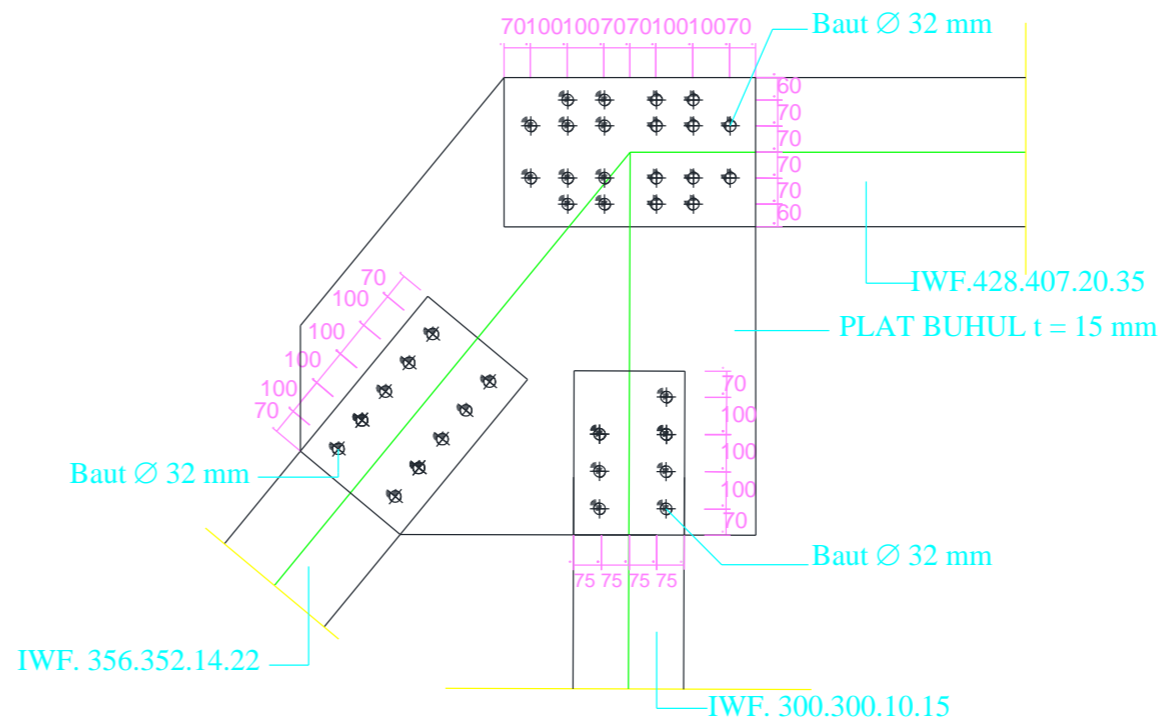 70100100707010010070
Baut ∅ 32 mm
60
70
70
70
70
60
IWF.428.407.20.35
PLAT BUHUL t = 15 mm
70
100
100
100
100
70
Baut ∅ 32 mm
70
100
100
100
70
Baut ∅ 32 mm
75 75 75 75
IWF. 356.352.14.22
IWF. 300.300.10.15